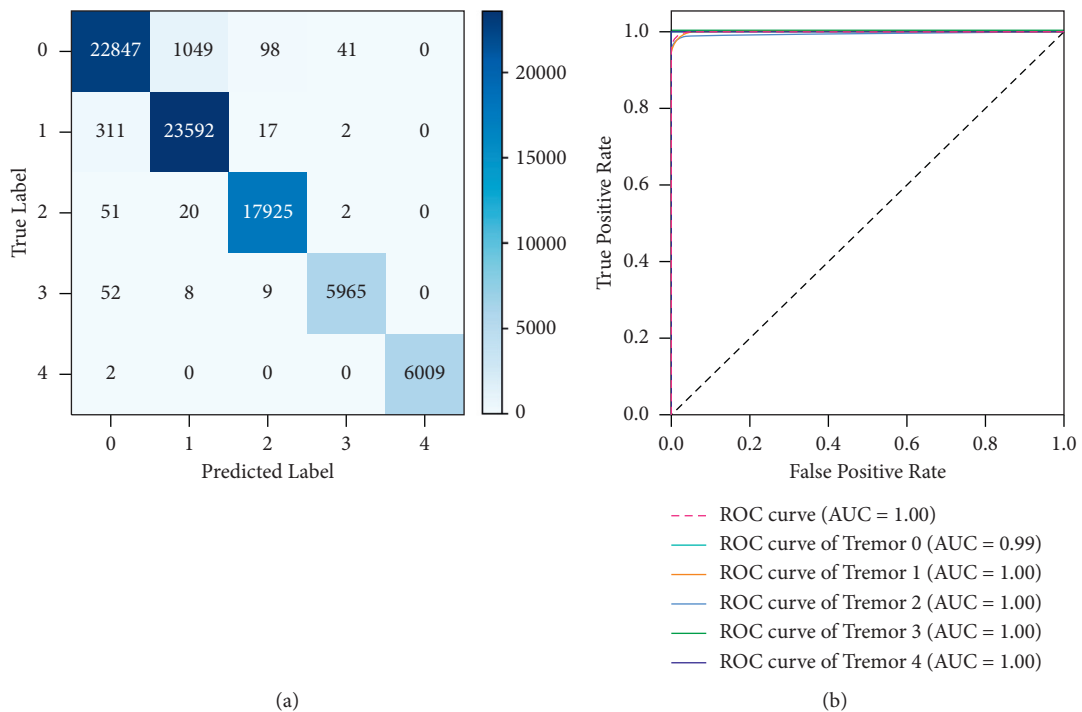 0 22847 1049 98 41 0
1 311 23592 17 2 0
2 51 20 17925 2 0
3 52 8 9 5965 0
4 2 0 0 0 6009
0 1 2 3 4
True Label
Predicted Label
20000
15000
10000
5000
0
(a)
1.0
0.8
0.6
0.4
0.2
0.0
True Positive Rate
0.0 0.2 0.4 0.6 0.8 1.0
False Positive Rate
ROC curve (AUC = 1.00)
ROC curve of Tremor 0 (AUC = 0.99)
ROC curve of Tremor 1 (AUC = 1.00)
ROC curve of Tremor 2 (AUC = 1.00)
ROC curve of Tremor 3 (AUC = 1.00)
ROC curve of Tremor 4 (AUC = 1.00)
(b)